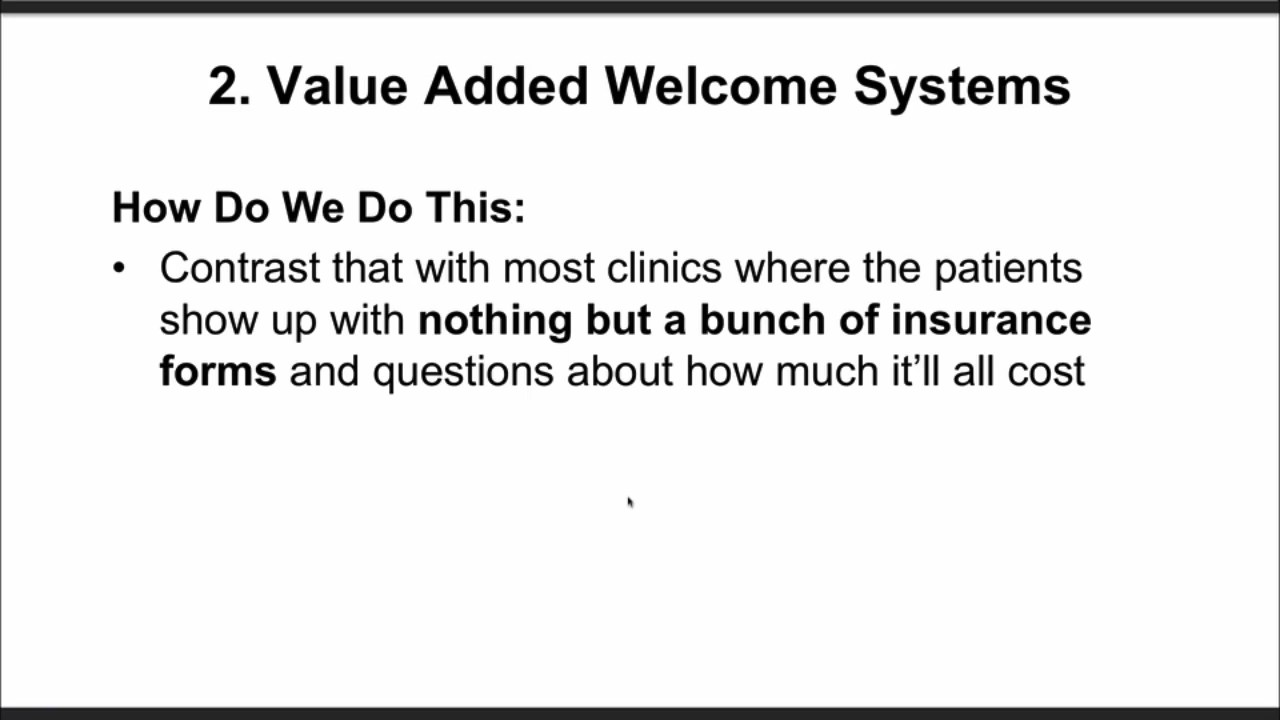 2. Value Added Welcome Systems
How Do We Do This:
• Contrast that with most clinics where the patients
show up with nothing but a bunch of insurance
forms and questions about how much it’ll all cost